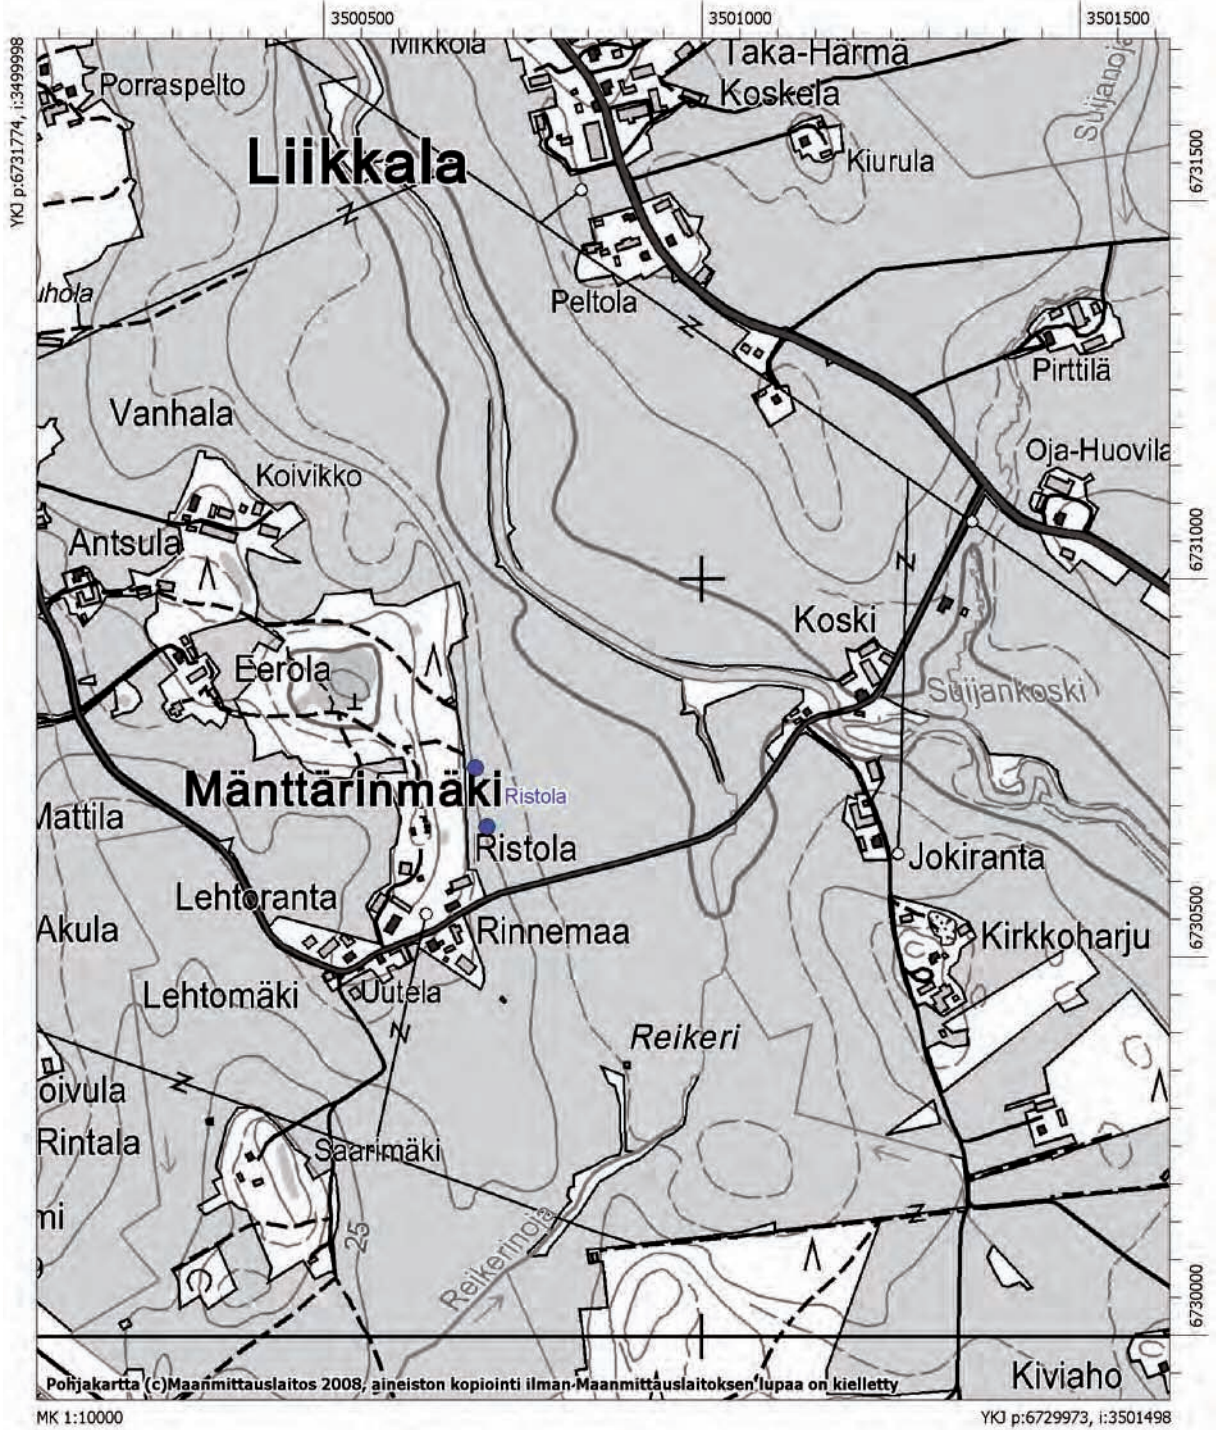 3500500
3501000
3501500
YKJ p:6731774, i:3499998
Mikkola
Taka-Härmä
Porraspelto
Koskela
Suijanoja
Liikkala
Kiurula
6731500
uhola
Peltola
Pirttilä
Vanhala
Oja-Huovila
Koivikko
6731000
Antsula
Koski
Eerola
Suijankoski
Mänttärinmäki
Ristola
Mattila
Ristola
Jokiranta
Lehtoranta
6730500
Akula
Rinnemaa
Kirkkoharju
Lehtomäki
Uutela
Reikeri
oivula
Rintala
Saarimäki
mi
25
Reikerinoja
6730000
Kiviaho
Pohjakartta (c)Maanmittauslaitos 2008, aineiston kopiointi ilman Maanmittauslaitoksen lupaa on kielletty
MK 1:10000
YKJ p:6729973, i:3501498